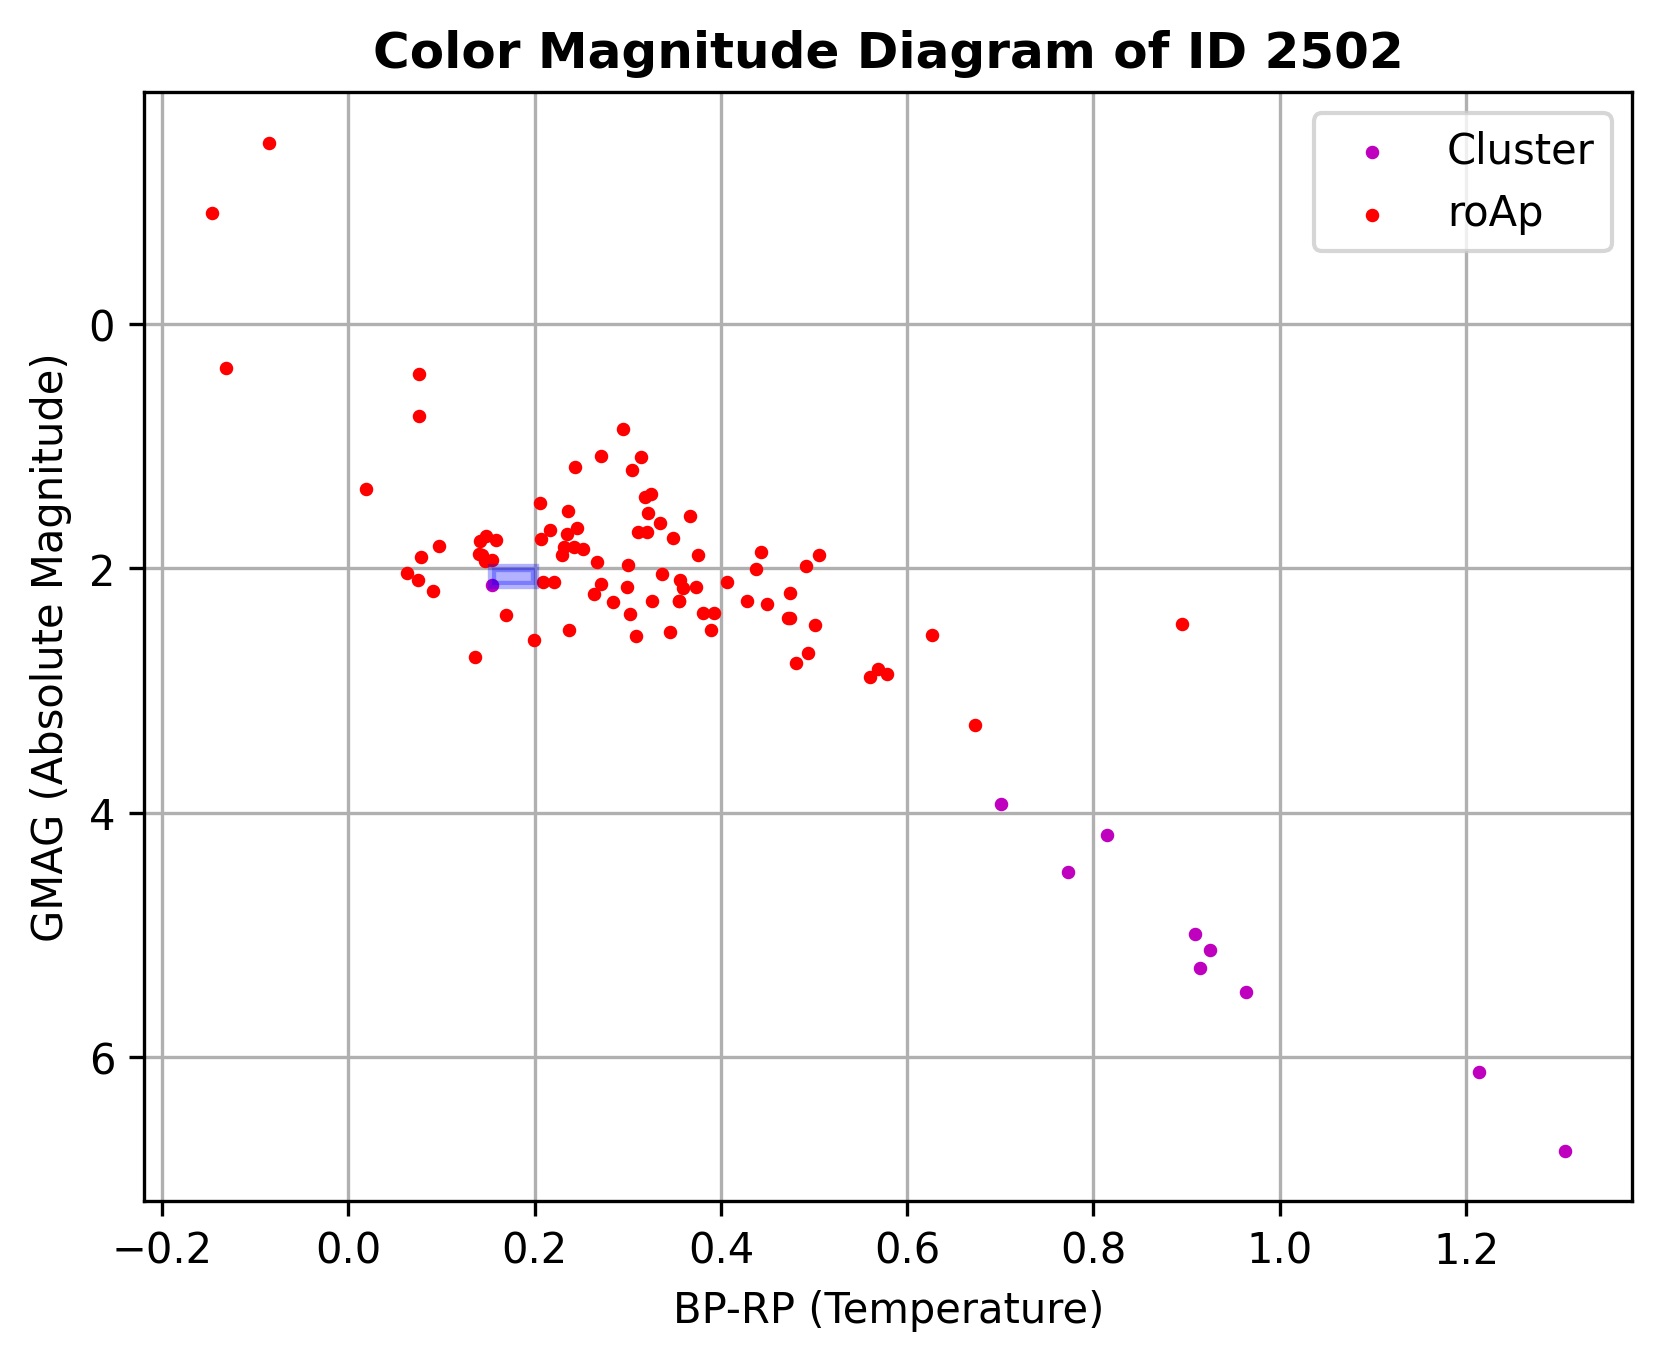 Color Magnitude Diagram of ID 2502
Cluster
roAp
GMAG (Absolute Magnitude)
0
2
4
6
−0.2
0.0
0.2
0.4
0.6
0.8
1.0
1.2
BP-RP (Temperature)